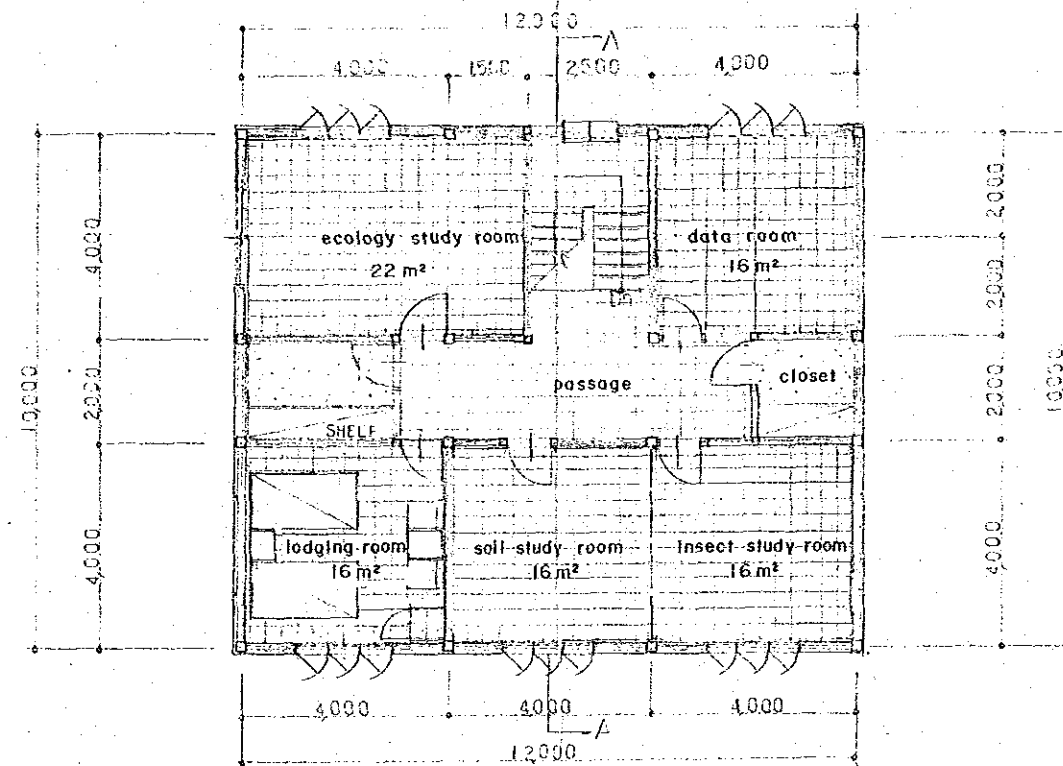 12,000
A
4,000 1,500 2,500 4,000
ecology study room
22 m²
data room
16 m²
10,000
4,000
2,000
4,000
2,000
2,000
2,000
4,000
10,000
passage
closet
SHELF
lodging room
16 m²
soil study room
16 m²
insect study room
16 m²
4,000 4,000 4,000
A
12,000